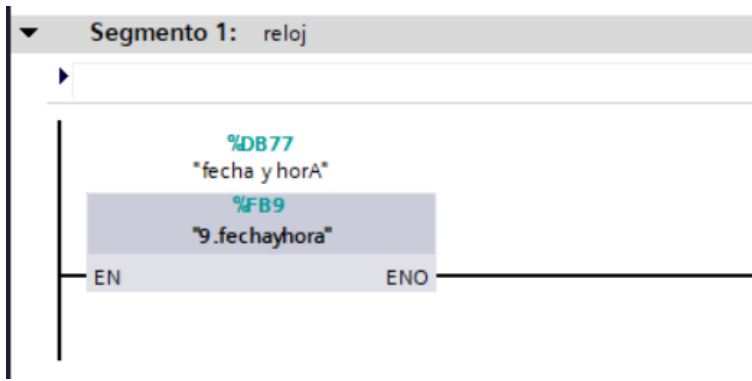 Segmento 1: reloj
%DB77
"fecha y horA"
%FB9
"9.fechayhora"
EN ENO